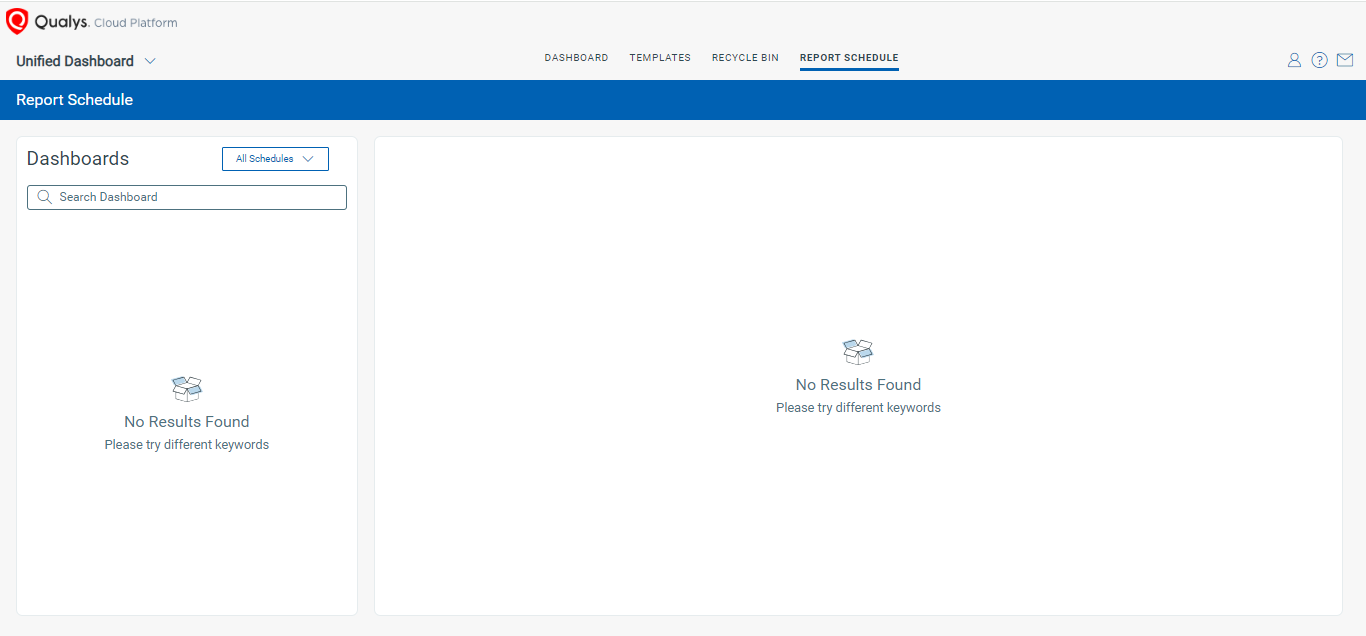 Qualys. Cloud Platform
Unified Dashboard
DASHBOARD TEMPLATES RECYCLE BIN REPORT SCHEDULE
Report Schedule
Dashboards
All Schedules
Search Dashboard
No Results Found
Please try different keywords
No Results Found
Please try different keywords